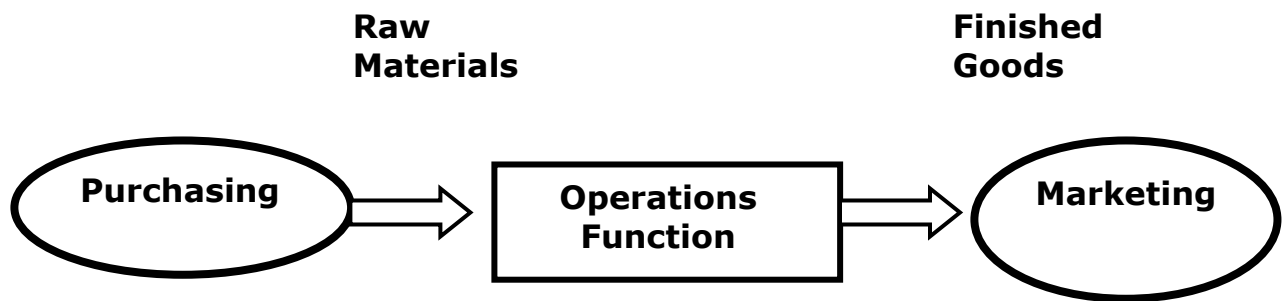 Raw
Materials
Finished
Goods
Purchasing
Operations
Function
Marketing